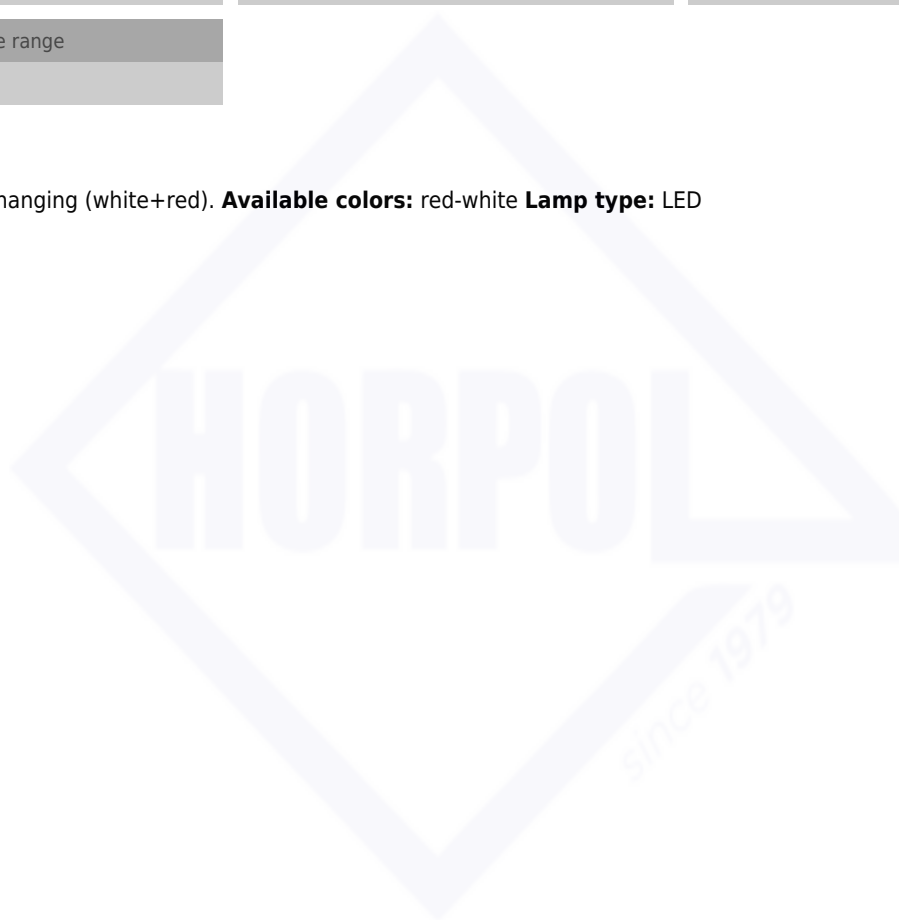 e range
hanging (white+red). Available colors: red-white Lamp type: LED
HORPOL
since 1979